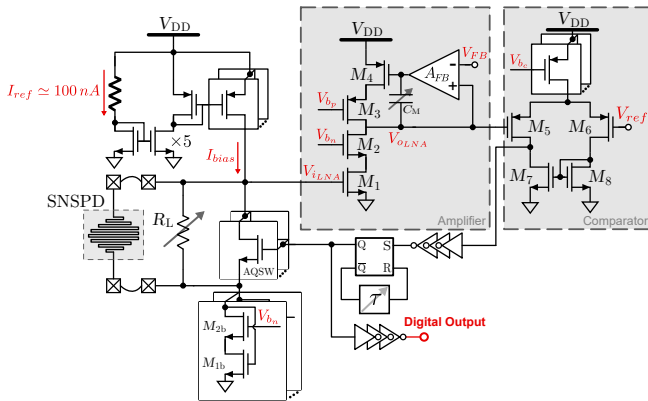 V_DD
V_DD
V_DD
I_ref ≃ 100 nA
×5
I_bias
M_4
A_FB
V_FB
C_M
V_bp
M_3
V_bn
M_2
V_oLNA
V_iLNA
M_1
Amplifier
V_bc
M_5
M_6
V_ref
M_7
M_8
Comparator
SNSPD
R_L
AQSW
Q
S
Q̅
R
τ
Digital Output
M_2b
V_bn
M_1b